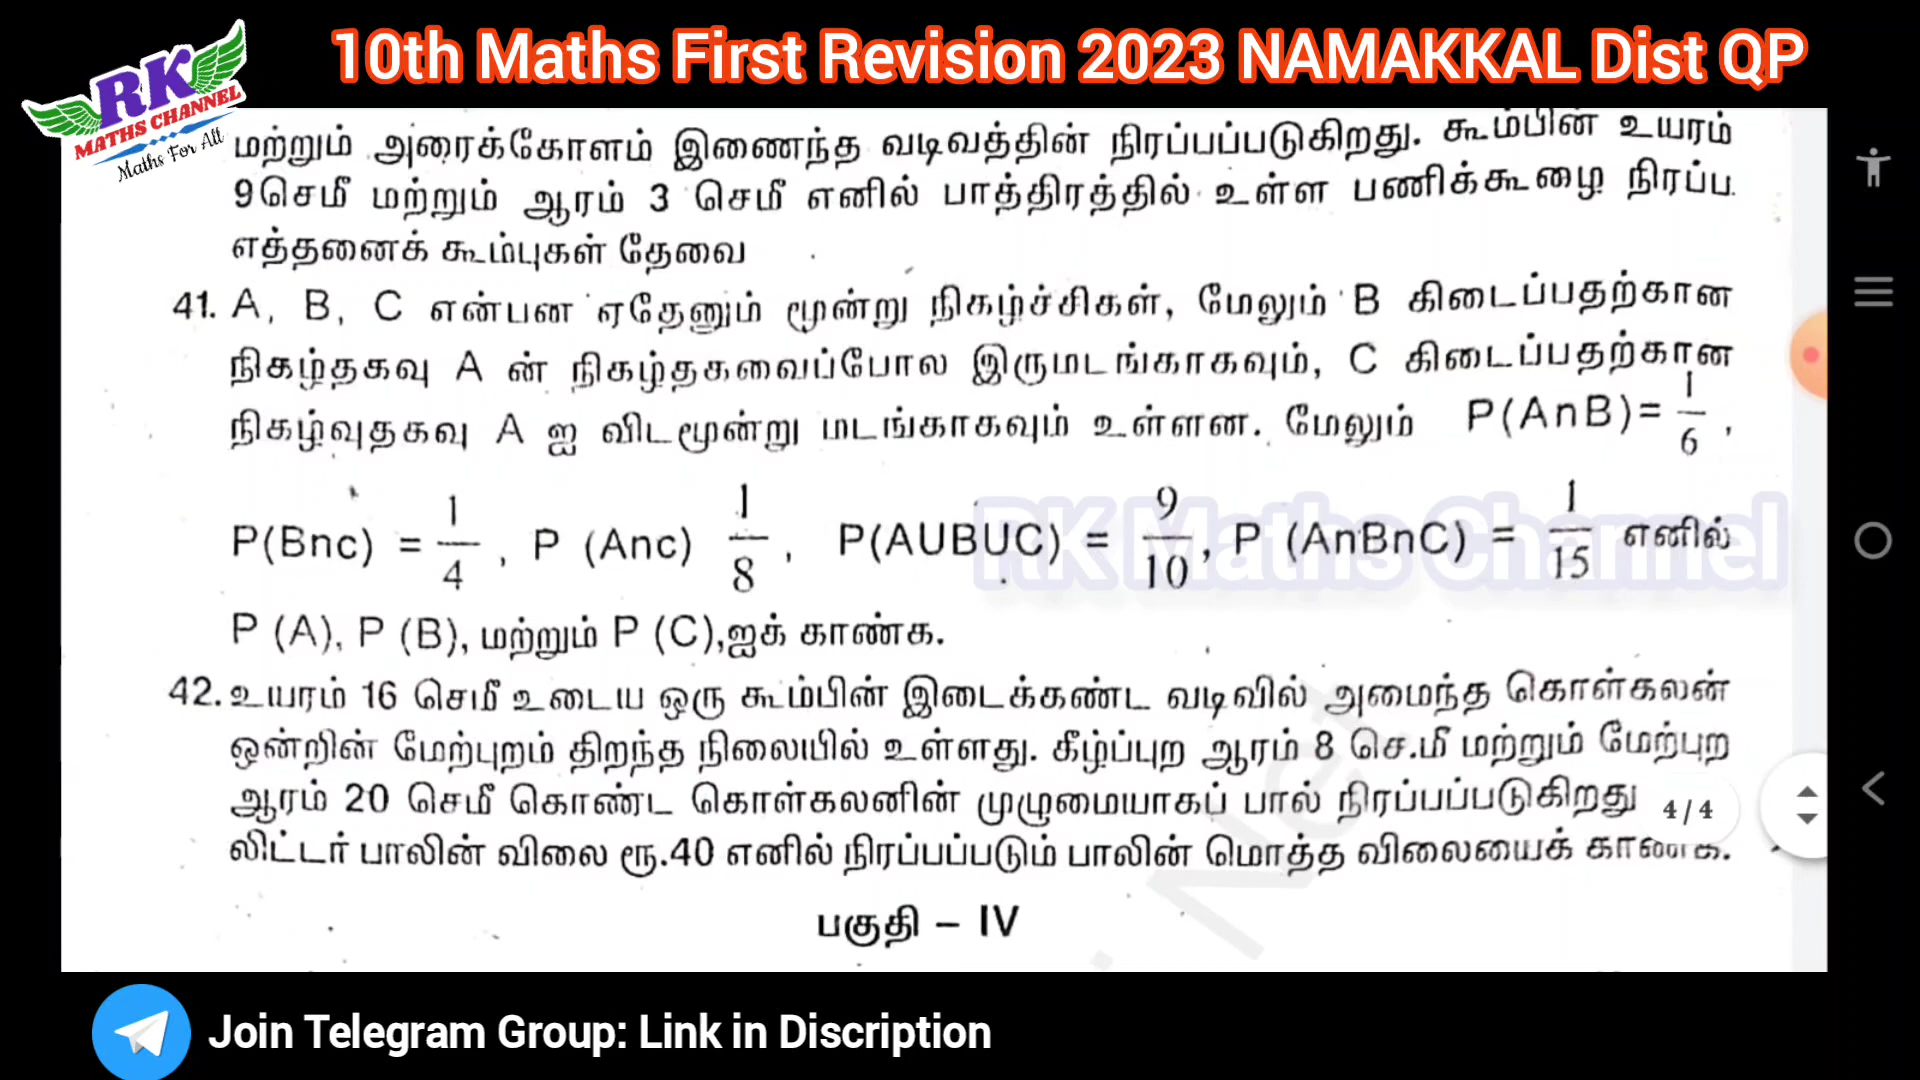 10th Maths First Revision 2023 NAMAKKAL Dist QP
RK
MATHS CHANNEL
Maths For All
மற்றும் அரைக்கோளம் இணைந்த வடிவத்தின் நிரப்பப்படுகிறது. கூம்பின் உயரம்
9செமீ மற்றும் ஆரம் 3 செமீ எனில் பாத்திரத்தில் உள்ள பணிக்கூழை நிரப்ப
எத்தனைக் கூம்புகள் தேவை
41. A, B, C என்பன ஏதேனும் மூன்று நிகழ்ச்சிகள், மேலும் B கிடைப்பதற்கான
நிகழ்தகவு A ன் நிகழ்தகவைப்போல இருமடங்காகவும், C கிடைப்பதற்கான
நிகழ்வுதகவு A ஐ விடமூன்று மடங்காகவும் உள்ளன. மேலும் P(AnB)= 1/6 ,
P(Bnc) = 1/4 , P (Anc) 1/8 , P(AUBUC) = 9/10 , P (AnBnC) = 1/15 எனில்
RK Maths Channel
P (A), P (B), மற்றும் P (C),ஐக் காண்க.
42. உயரம் 16 செமீ உடைய ஒரு கூம்பின் இடைக்கண்ட வடிவில் அமைந்த கொள்கலன்
ஒன்றின் மேற்புறம் திறந்த நிலையில் உள்ளது. கீழ்ப்புற ஆரம் 8 செ.மீ மற்றும் மேற்புற
ஆரம் 20 செமீ கொண்ட கொள்கலனின் முழுமையாகப் பால் நிரப்பப்படுகிறது
4/4
லிட்டர் பாலின் விலை ரூ.40 எனில் நிரப்பப்படும் பாலின் மொத்த விலையைக் காண்க.
பகுதி – IV
Join Telegram Group: Link in Discription